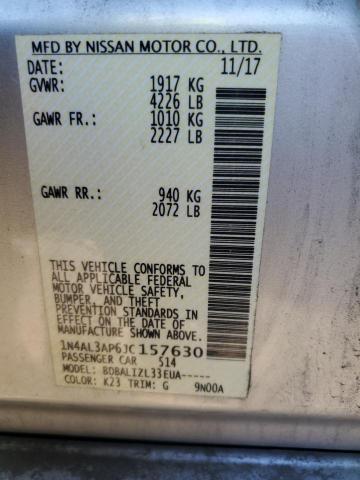 MFD BY NISSAN MOTOR CO., LTD.
DATE: 11/17
GVWR: 1917 KG
4226 LB
GAWR FR.: 1010 KG
2227 LB
GAWR RR.: 940 KG
2072 LB
THIS VEHICLE CONFORMS TO
ALL APPLICABLE FEDERAL
MOTOR VEHICLE SAFETY,
BUMPER, AND THEFT
PREVENTION STANDARDS IN
EFFECT ON THE DATE OF
MANUFACTURE SHOWN ABOVE.
1N4AL3AP6JC157630
PASSENGER CAR S14
MODEL: BDBALIZL33EUA-----
COLOR: K23 TRIM: G 9N00A